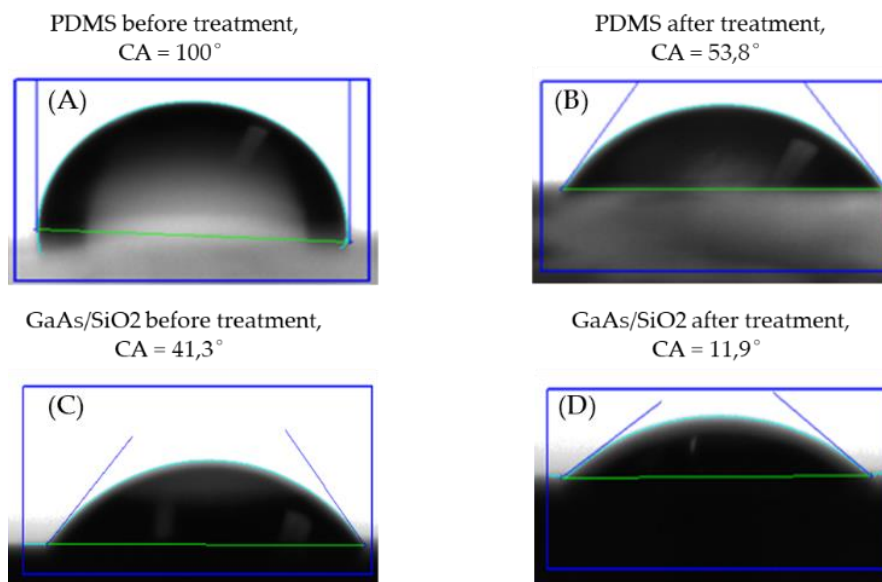 PDMS before treatment,
CA = 100°
(A)
PDMS after treatment,
CA = 53,8°
(B)
GaAs/SiO2 before treatment,
CA = 41,3°
(C)
GaAs/SiO2 after treatment,
CA = 11,9°
(D)